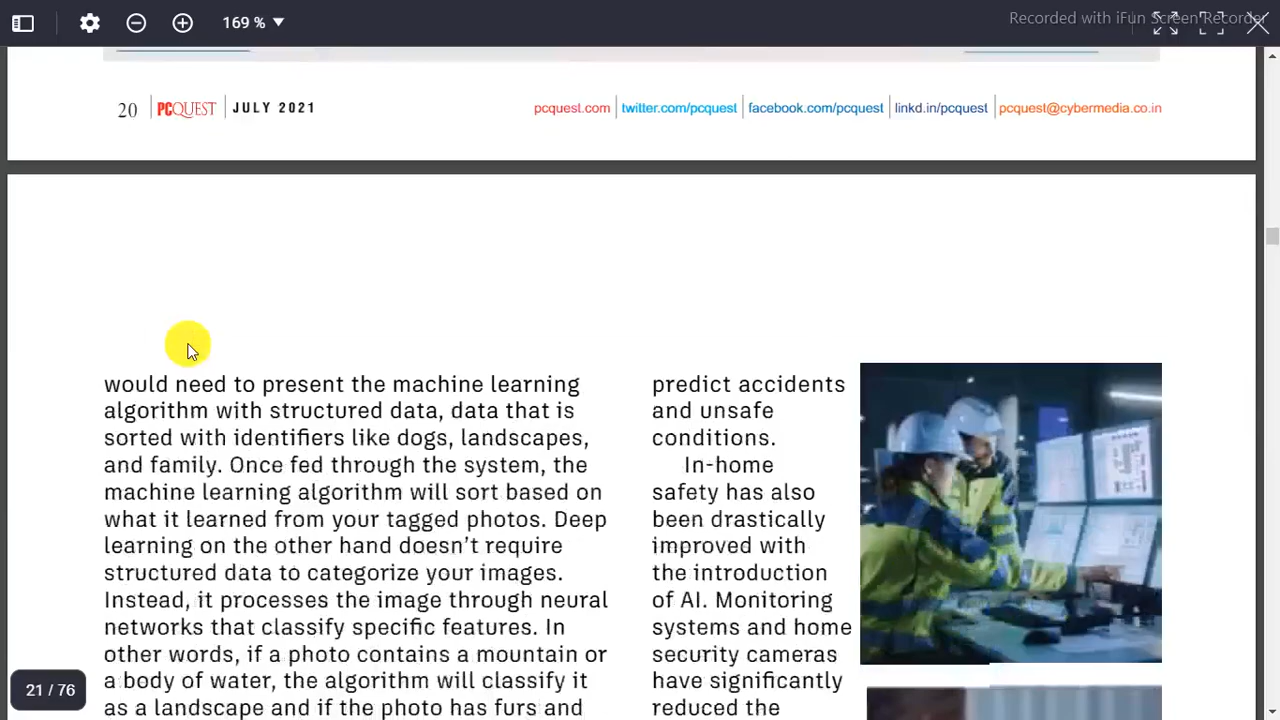 169 %
Recorded with iFun Screen Recorder
20 PCQUEST JULY 2021
pcquest.com twitter.com/pcquest facebook.com/pcquest linkd.in/pcquest pcquest@cybermedia.co.in
would need to present the machine learning
algorithm with structured data, data that is
sorted with identifiers like dogs, landscapes,
and family. Once fed through the system, the
machine learning algorithm will sort based on
what it learned from your tagged photos. Deep
learning on the other hand doesn't require
structured data to categorize your images.
Instead, it processes the image through neural
networks that classify specific features. In
other words, if a photo contains a mountain or
a body of water, the algorithm will classify it
as a landscape and if the photo has furs and
predict accidents
and unsafe
conditions.
In-home
safety has also
been drastically
improved with
the introduction
of AI. Monitoring
systems and home
security cameras
have significantly
reduced the
21 / 76